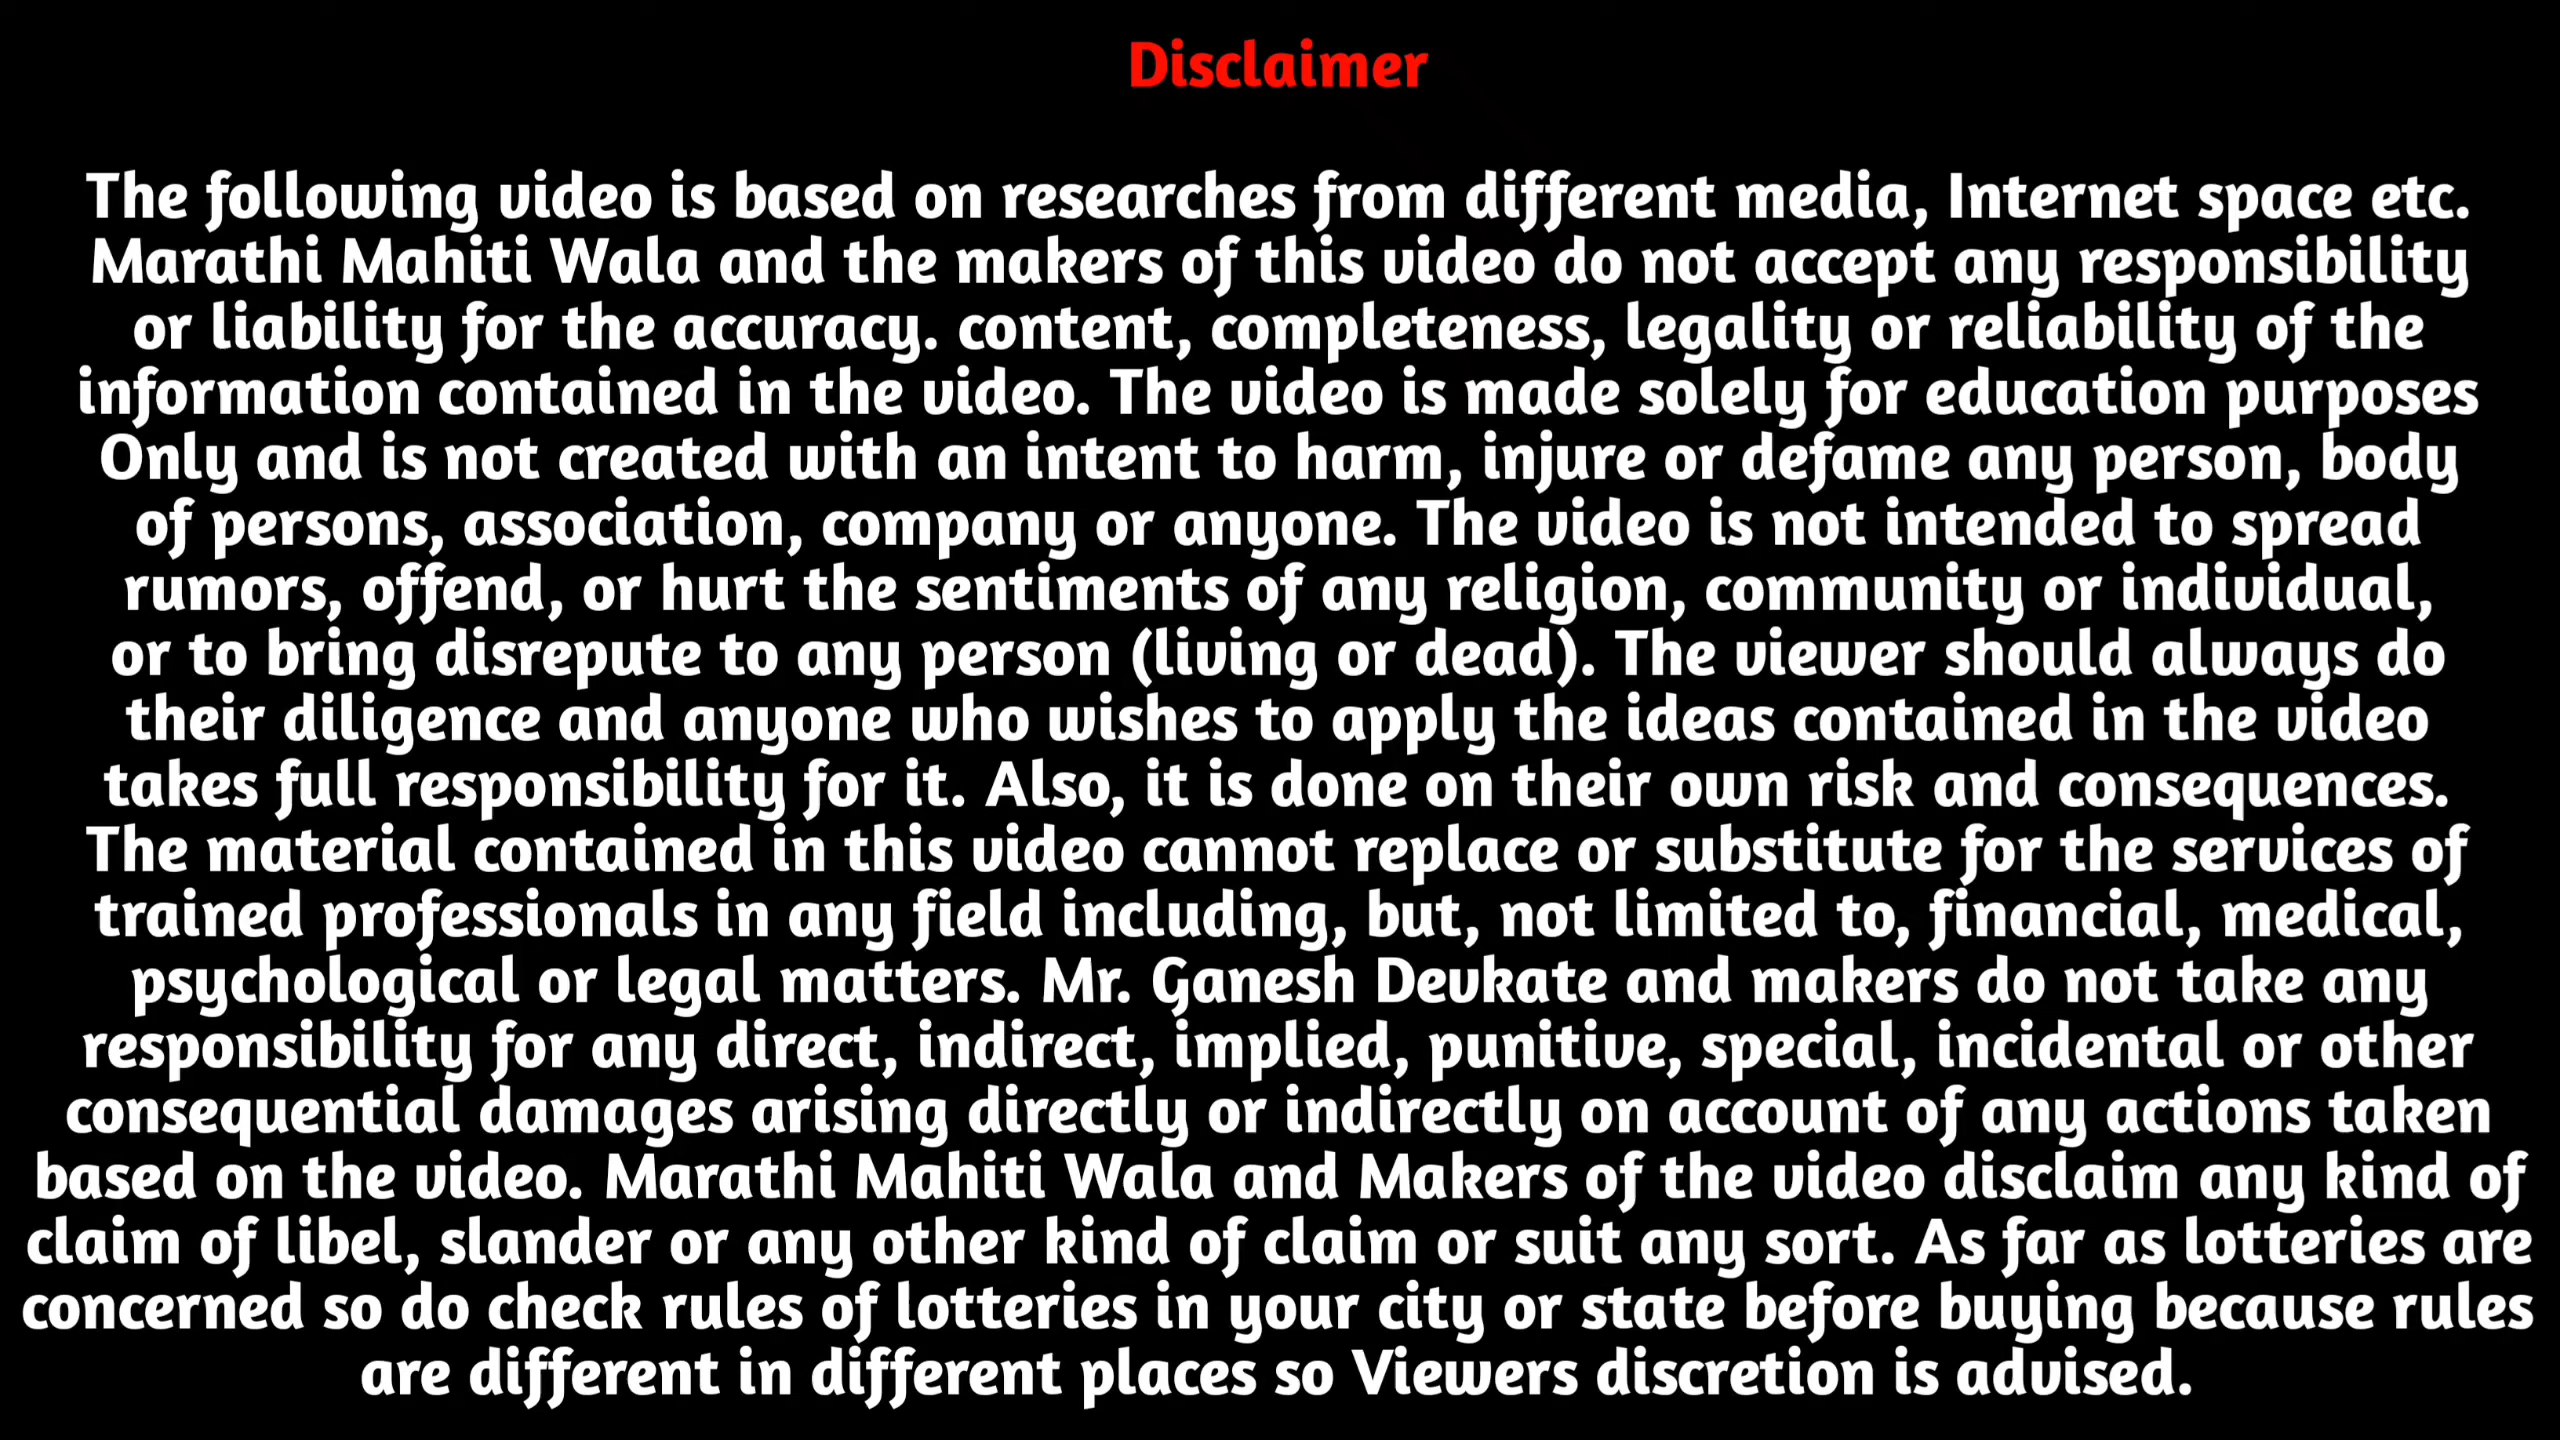 Disclaimer
The following video is based on researches from different media, Internet space etc.
Marathi Mahiti Wala and the makers of this video do not accept any responsibility
or liability for the accuracy. content, completeness, legality or reliability of the
information contained in the video. The video is made solely for education purposes
Only and is not created with an intent to harm, injure or defame any person, body
of persons, association, company or anyone. The video is not intended to spread
rumors, offend, or hurt the sentiments of any religion, community or individual,
or to bring disrepute to any person (living or dead). The viewer should always do
their diligence and anyone who wishes to apply the ideas contained in the video
takes full responsibility for it. Also, it is done on their own risk and consequences.
The material contained in this video cannot replace or substitute for the services of
trained professionals in any field including, but, not limited to, financial, medical,
psychological or legal matters. Mr. Ganesh Devkate and makers do not take any
responsibility for any direct, indirect, implied, punitive, special, incidental or other
consequential damages arising directly or indirectly on account of any actions taken
based on the video. Marathi Mahiti Wala and Makers of the video disclaim any kind of
claim of libel, slander or any other kind of claim or suit any sort. As far as lotteries are
concerned so do check rules of lotteries in your city or state before buying because rules
are different in different places so Viewers discretion is advised.